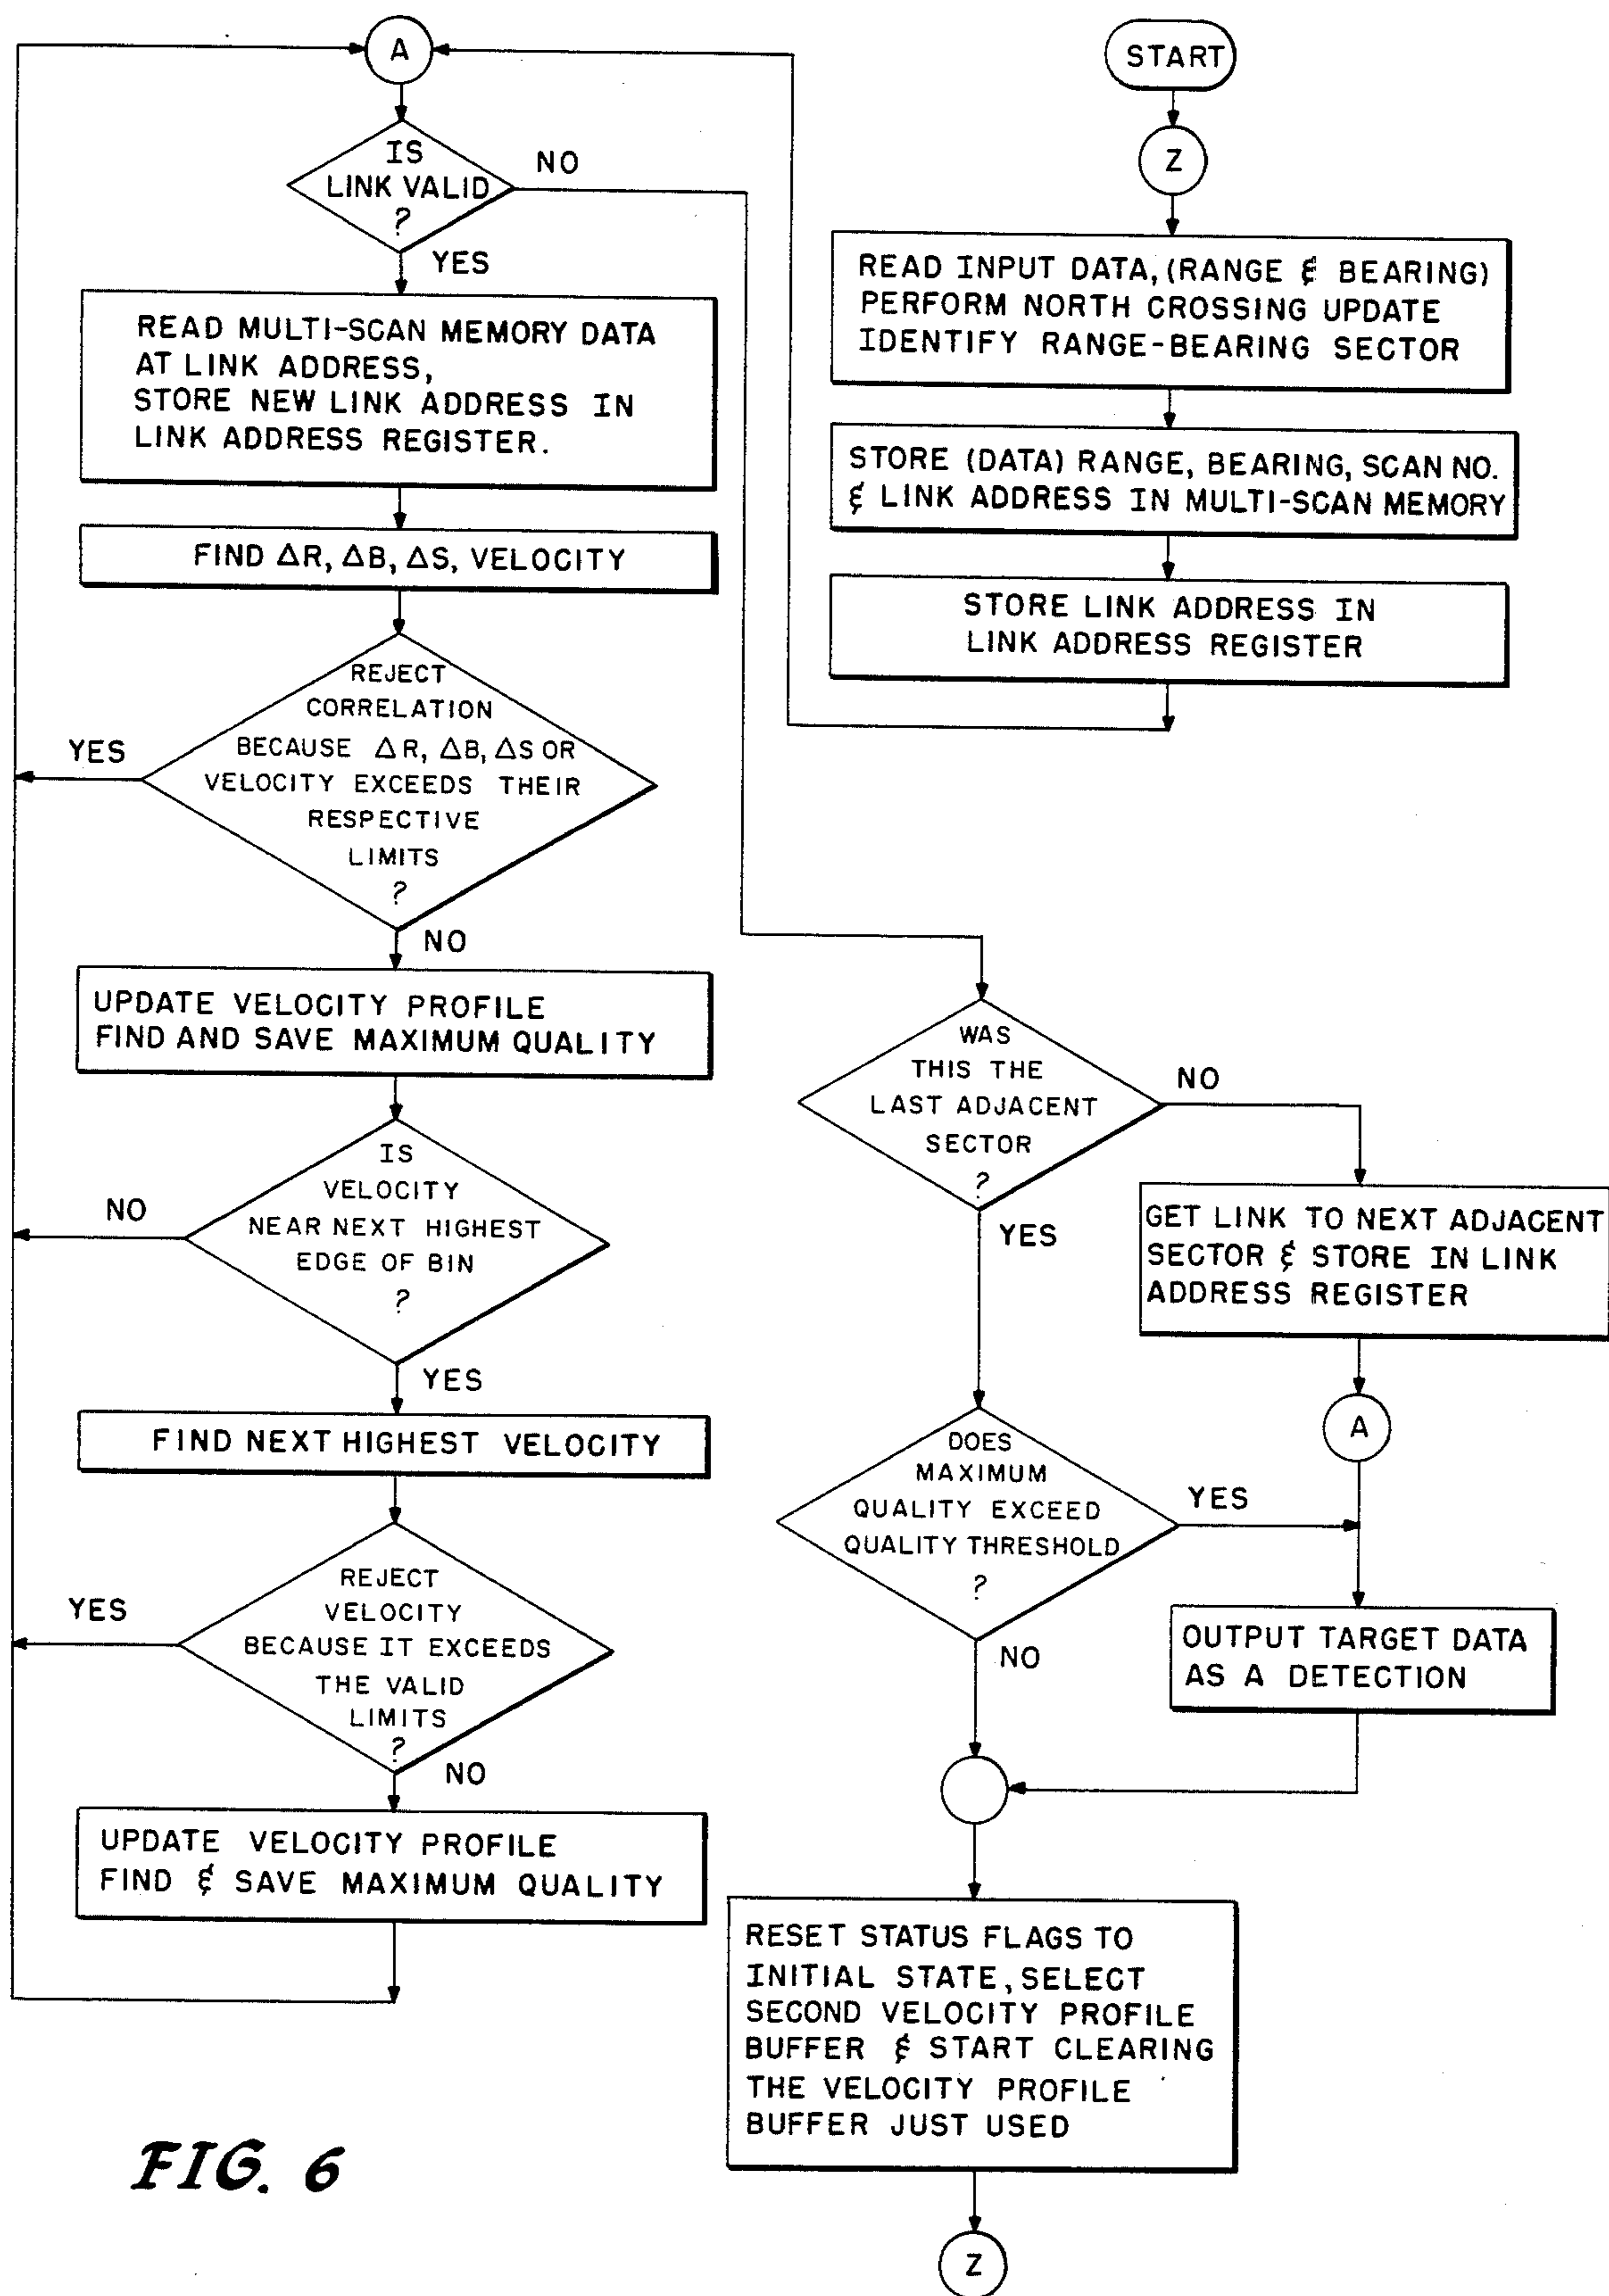 A
IS
LINK VALID
?
NO
YES
READ MULTI-SCAN MEMORY DATA
AT LINK ADDRESS,
STORE NEW LINK ADDRESS IN
LINK ADDRESS REGISTER.
FIND ΔR, ΔB, ΔS, VELOCITY
REJECT
CORRELATION
BECAUSE ΔR, ΔB, ΔS OR
VELOCITY EXCEEDS THEIR
RESPECTIVE
LIMITS
?
YES
NO
UPDATE VELOCITY PROFILE
FIND AND SAVE MAXIMUM QUALITY
IS
VELOCITY
NEAR NEXT HIGHEST
EDGE OF BIN
?
NO
YES
FIND NEXT HIGHEST VELOCITY
REJECT
VELOCITY
BECAUSE IT EXCEEDS
THE VALID
LIMITS
?
YES
NO
UPDATE VELOCITY PROFILE
FIND & SAVE MAXIMUM QUALITY
START
Z
READ INPUT DATA, (RANGE & BEARING)
PERFORM NORTH CROSSING UPDATE
IDENTIFY RANGE-BEARING SECTOR
STORE (DATA) RANGE, BEARING, SCAN NO.
& LINK ADDRESS IN MULTI-SCAN MEMORY
STORE LINK ADDRESS IN
LINK ADDRESS REGISTER
WAS
THIS THE
LAST ADJACENT
SECTOR
?
NO
YES
GET LINK TO NEXT ADJACENT
SECTOR & STORE IN LINK
ADDRESS REGISTER
A
DOES
MAXIMUM
QUALITY EXCEED
QUALITY THRESHOLD
?
YES
NO
OUTPUT TARGET DATA
AS A DETECTION
RESET STATUS FLAGS TO
INITIAL STATE, SELECT
SECOND VELOCITY PROFILE
BUFFER & START CLEARING
THE VELOCITY PROFILE
BUFFER JUST USED
Z
FIG. 6